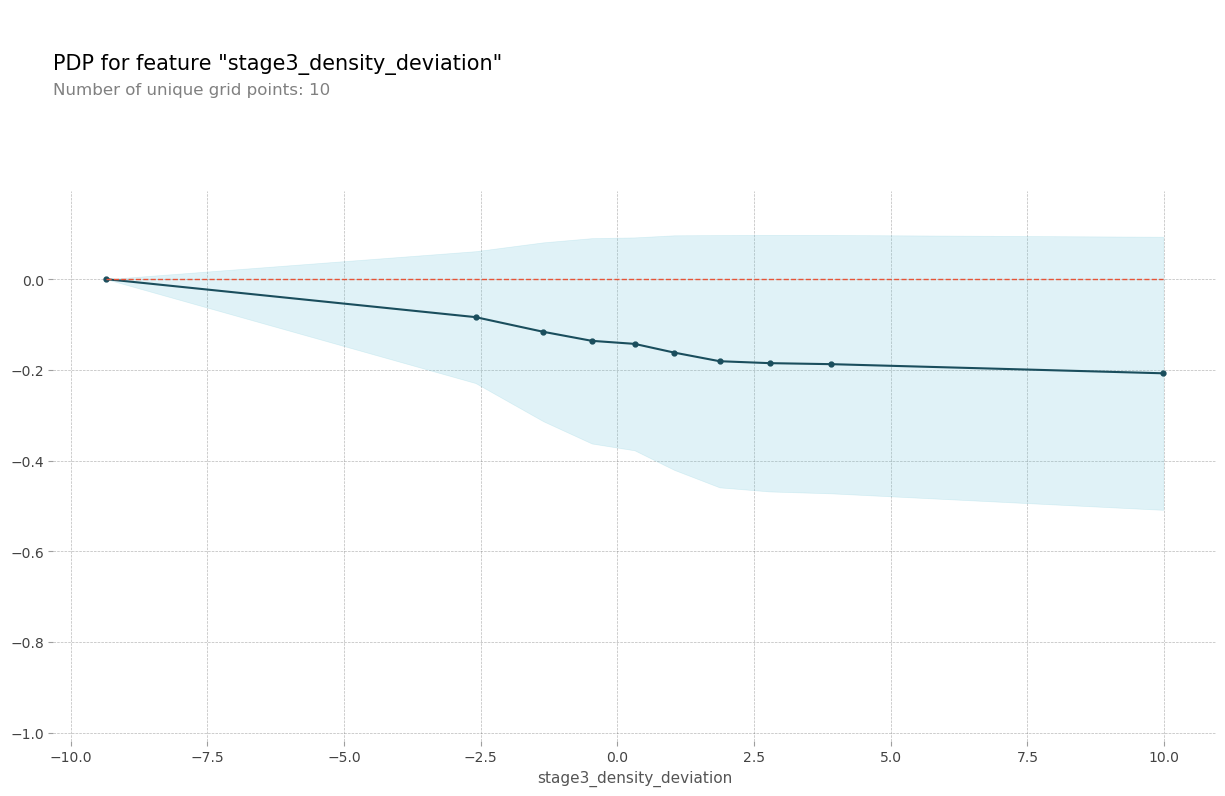 PDP for feature "stage3_density_deviation"
Number of unique grid points: 10
0.0
−0.2
−0.4
−0.6
−0.8
−1.0
−10.0 −7.5 −5.0 −2.5 0.0 2.5 5.0 7.5 10.0
stage3_density_deviation